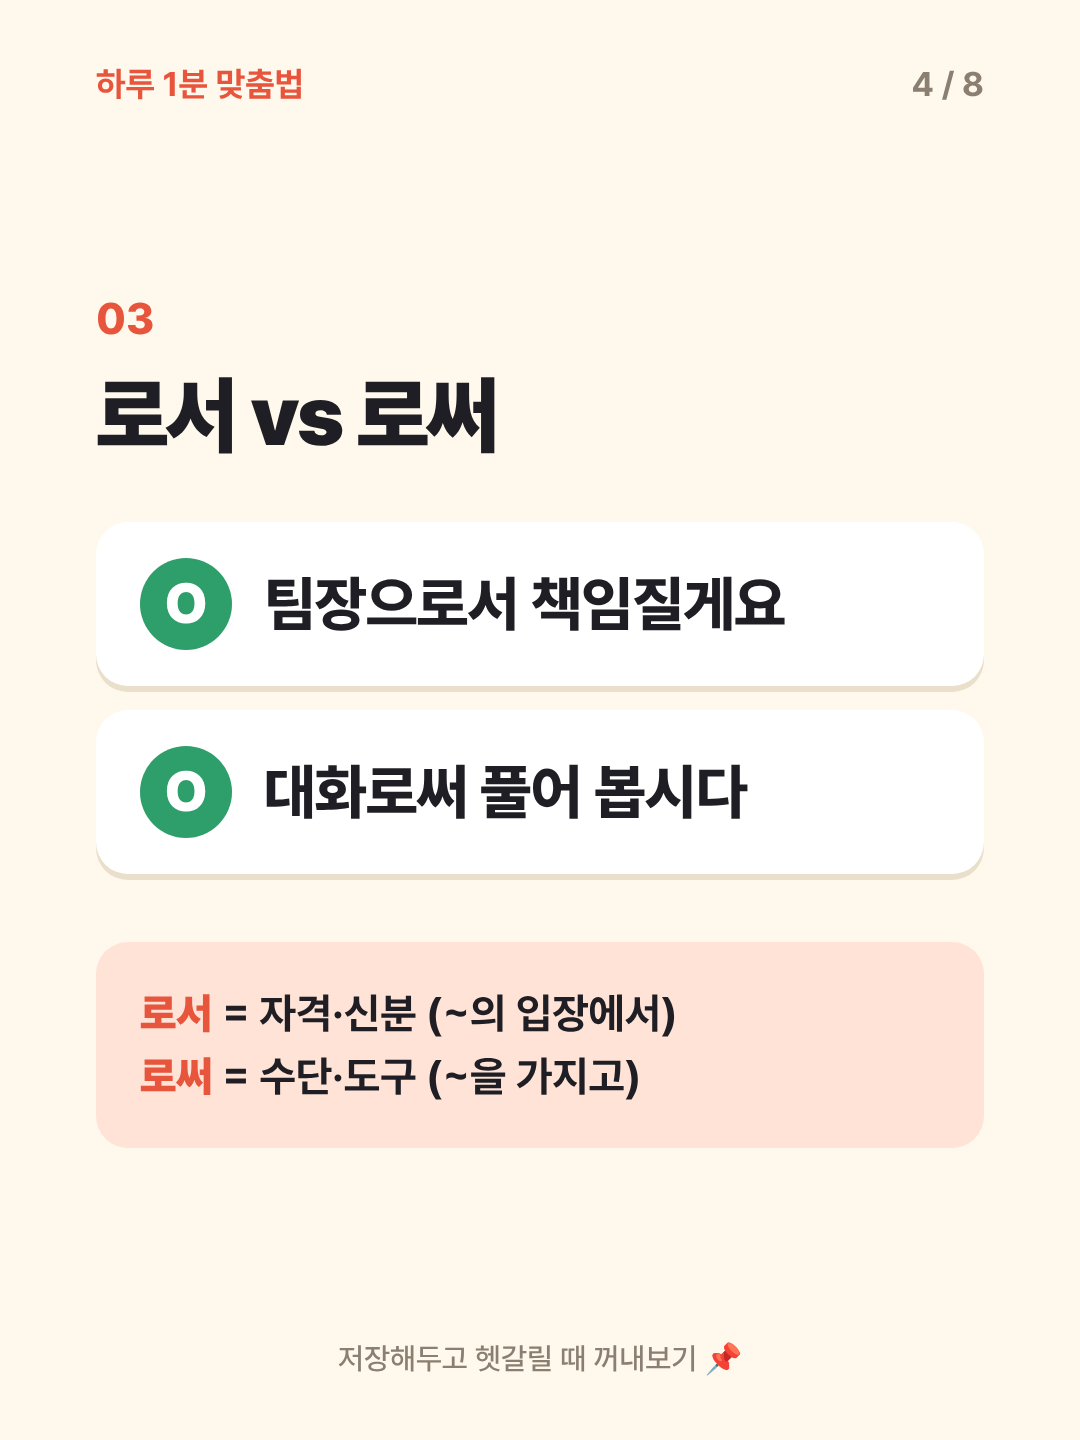 하루 1분 맞춤법
4 / 8
03
로서 vs 로써
O 팀장으로서 책임질게요
O 대화로써 풀어 봅시다
로서 = 자격·신분 (~의 입장에서)
로써 = 수단·도구 (~을 가지고)
저장해두고 헷갈릴 때 꺼내보기 📌